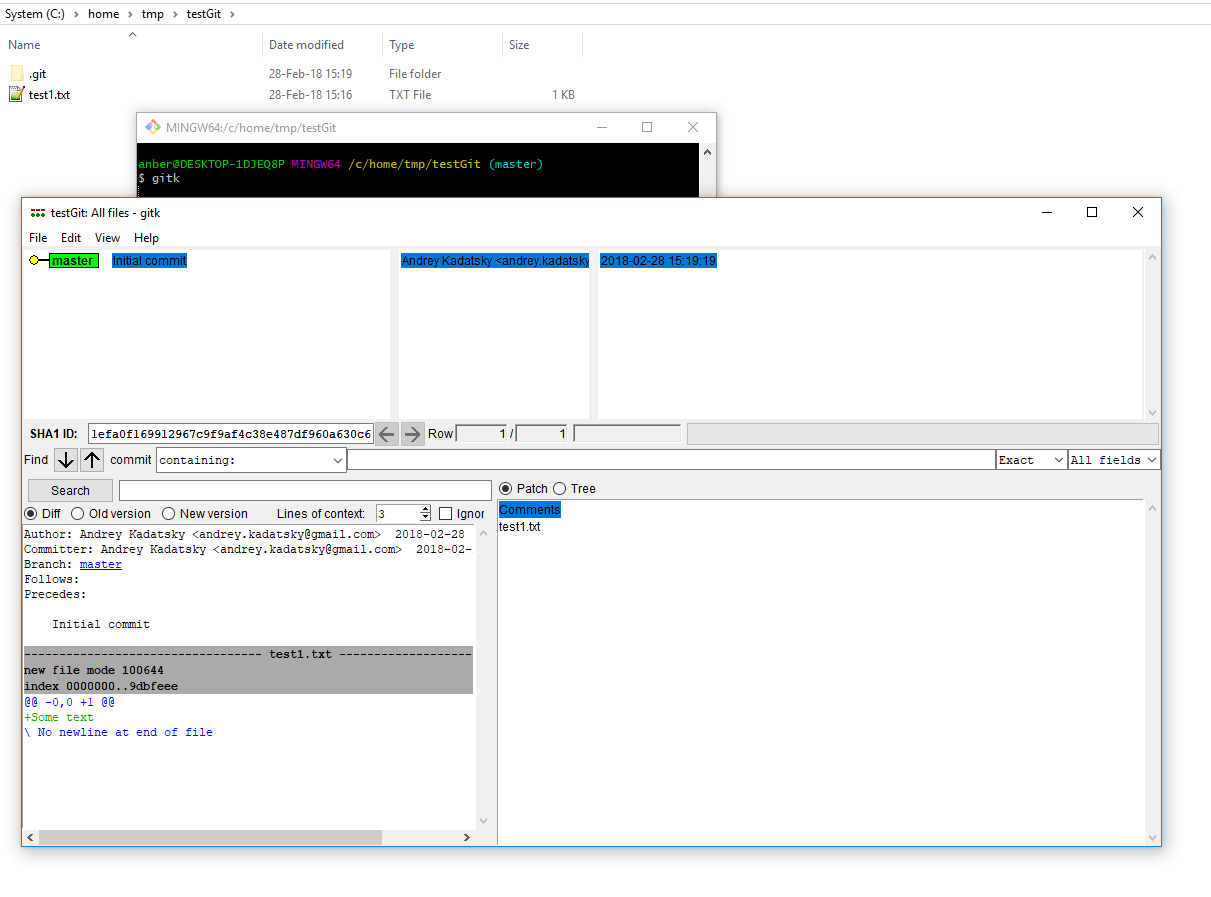 System (C:) > home > tmp > testGit >
Name Date modified Type Size
.git 28-Feb-18 15:19 File folder
test1.txt 28-Feb-18 15:16 TXT File 1 KB
MINGW64:/c/home/tmp/testGit
anber@DESKTOP-1DJEQ8P MINGW64 /c/home/tmp/testGit (master)
$ gitk
testGit: All files - gitk
File Edit View Help
master Initial commit Andrey Kadatsky <andrey.kadatsky 2018-02-28 15:19:19
SHA1 ID: 1efa0f169912967c9f9af4c38e487df960a630c6 Row 1 / 1
Find commit containing: Exact All fields
Search
Patch Tree
Diff Old version New version Lines of context: 3 Ignor
Comments
test1.txt
Author: Andrey Kadatsky <andrey.kadatsky@gmail.com> 2018-02-28
Committer: Andrey Kadatsky <andrey.kadatsky@gmail.com> 2018-02-
Branch: master
Follows:
Precedes:
Initial commit
---------------------------------- test1.txt -------------------
new file mode 100644
index 0000000..9dbfeee
@@ -0,0 +1 @@
+Some text
\ No newline at end of file